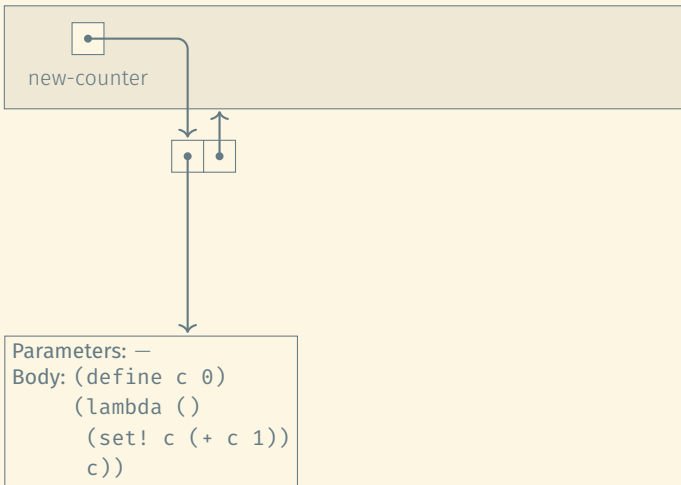 new-counter
Parameters: —
Body: (define c 0)
(lambda ()
(set! c (+ c 1))
c))